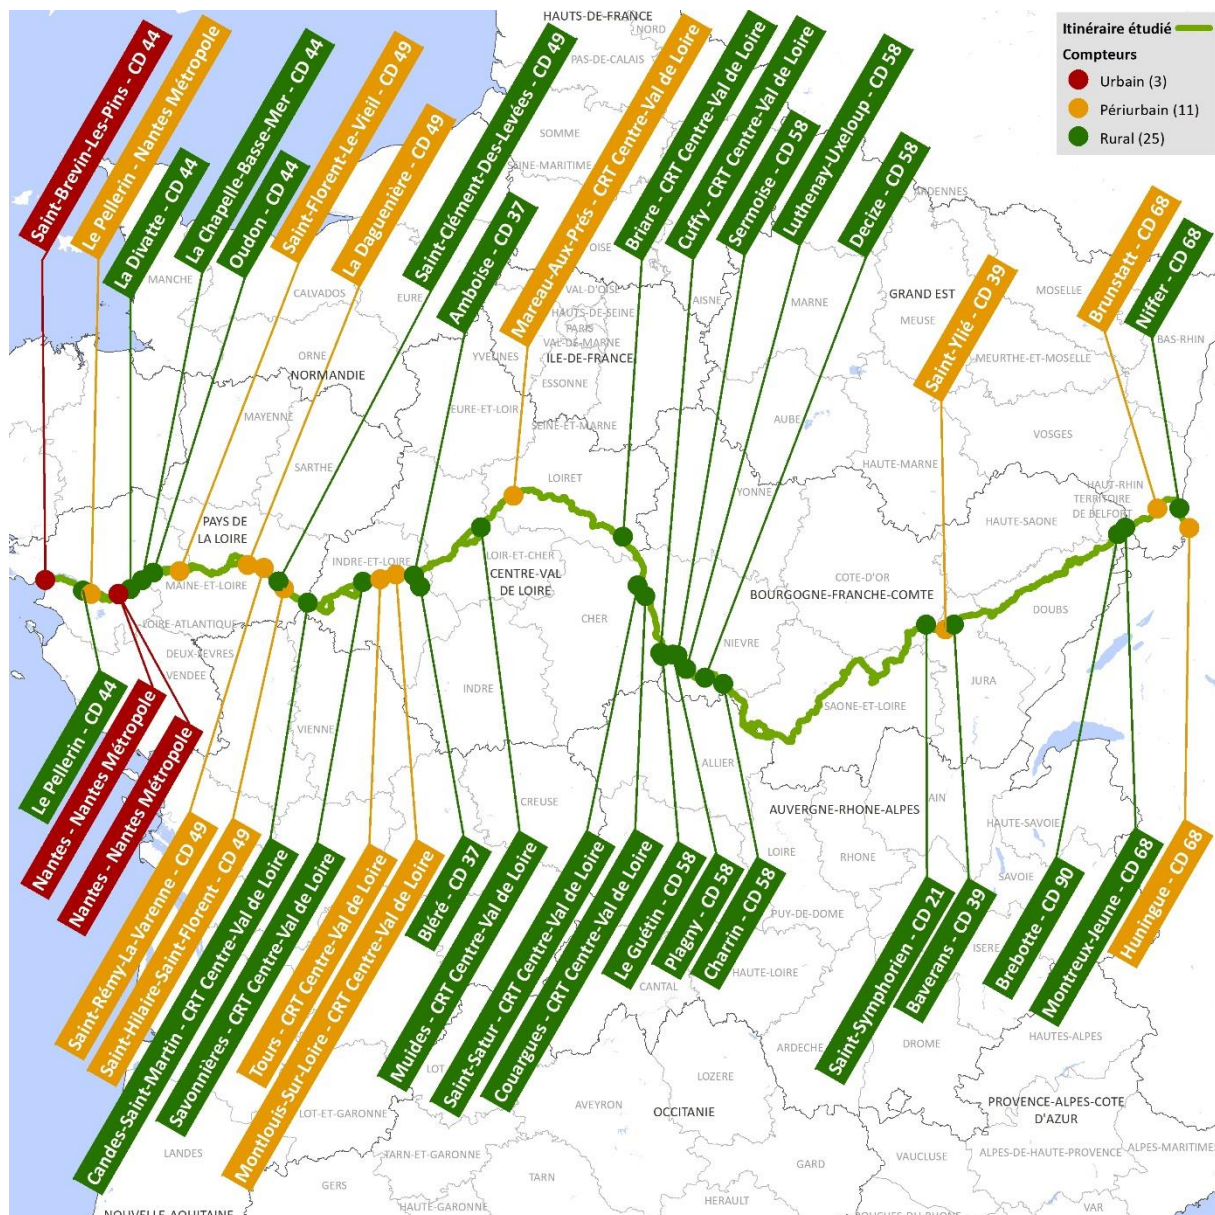 HAUTS-DE-FRANCE
NORD
PAS-DE-CALAIS
SOMME
SEINE-MARITIME
OISE
AISNE
ARDENNES
Itinéraire étudié
Compteurs
Urbain (3)
Périurbain (11)
Rural (25)
Saint-Brevin-Les-Pins - CD 44
Le Pellerin - Nantes Métropole
La Divatte - CD 44
La Chapelle-Basse-Mer - CD 44
Oudon - CD 44
Saint-Florent-Le-Vieil - CD 49
La Daguenière - CD 49
Saint-Clément-Des-Levées - CD 49
Amboise - CD 37
Mareau-Aux-Prés - CRT Centre-Val de Loire
Briare - CRT Centre-Val de Loire
Cuffy - CRT Centre-Val de Loire
Sermoise - CD 58
Luthenay-Uxeloup - CD 58
Decize - CD 58
Saint-Ylié - CD 39
Brunstatt - CD 68
Niffer - CD 68
MANCHE
CALVADOS
EURE
ORNE
NORMANDIE
VAL-D'OISE
HAUTS-DE-SEINE
PARIS
VAL-DE-MARNE
ILE-DE-FRANCE
YVELINES
ESSONNE
EURE-ET-LOIR
SEINE-ET-MARNE
MARNE
GRAND EST
MEUSE
MOSELLE
MEURTHE-ET-MOSELLE
BAS-RHIN
MAYENNE
SARTHE
LOIRET
YONNE
AUBE
HAUTE-MARNE
VOSGES
HAUT-RHIN
TERRITOIRE
DE BELFORT
HAUTE-SAONE
PAYS DE
LA LOIRE
MAINE-ET-LOIRE
LOIRE-ATLANTIQUE
INDRE-ET-LOIRE
LOIR-ET-CHER
CENTRE-VAL
DE LOIRE
CHER
NIEVRE
COTE-D'OR
BOURGOGNE-FRANCHE-COMTE
DOUBS
JURA
DEUX-SEVRES
VENDEE
VIENNE
INDRE
SAONE-ET-LOIRE
ALLIER
CREUSE
AUVERGNE-RHONE-ALPES
AIN
HAUTE-SAVOIE
SAVOIE
LOIRE
RHONE
PUY-DE-DOME
ISERE
HAUTE-LOIRE
CANTAL
LOT
Le Pellerin - CD 44
Nantes - Nantes Métropole
Nantes - Nantes Métropole
Saint-Rémy-La-Varenne - CD 49
Saint-Hilaire-Saint-Florent - CD 49
Candes-Saint-Martin - CRT Centre-Val de Loire
Savonnières - CRT Centre-Val de Loire
Tours - CRT Centre-Val de Loire
Montlouis-Sur-Loire - CRT Centre-Val de Loire
Bléré - CD 37
Muides - CRT Centre-Val de Loire
Saint-Satur - CRT Centre-Val de Loire
Couargues - CRT Centre-Val de Loire
Le Guétin - CD 58
Plagny - CD 58
Charrin - CD 58
Saint-Symphorien - CD 21
Baverans - CD 39
Brebotte - CD 90
Montreux-Jeune - CD 68
Huningue - CD 68
ARDECHE
DROME
HAUTES-ALPES
LOZERE
AVEYRON
OCCITANIE
LOT-ET-GARONNE
LANDES
TARN-ET-GARONNE
GERS
TARN
GARD
HERAULT
VAUCLUSE
PROVENCE-ALPES-COTE
D'AZUR
ALPES-DE-HAUTE-PROVENCE
ALPES-MARITIMES
HAUTE-GARONNE
NOUVELLE-AQUITAINE
BOUCHES-DU-RHONE
VAR